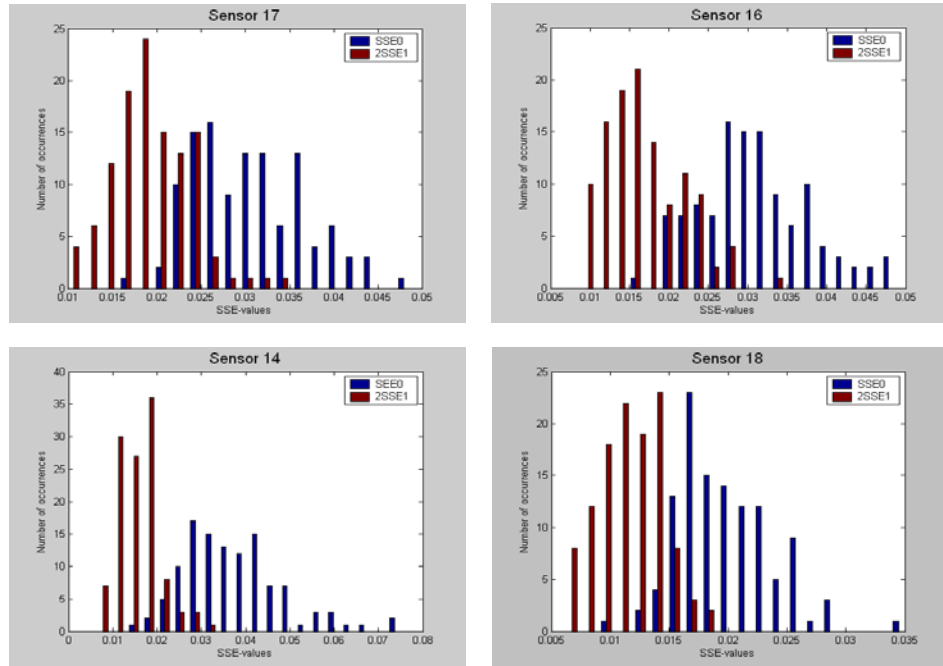 Sensor 17
25
20
15
10
5
0
Number of occurrences
0.01 0.015 0.02 0.025 0.03 0.035 0.04 0.045 0.05
SSE-values
SSE0
2SSE1
Sensor 16
25
20
15
10
5
0
Number of occurrences
0.005 0.01 0.015 0.02 0.025 0.03 0.035 0.04 0.045 0.05
SSE-values
SSE0
2SSE1
Sensor 14
40
35
30
25
20
15
10
5
0
Number of occurrences
0 0.01 0.02 0.03 0.04 0.05 0.06 0.07 0.08
SSE-values
SEE0
2SSE1
Sensor 18
25
20
15
10
5
0
Number of occurrences
0.005 0.01 0.015 0.02 0.025 0.03 0.035
SSE-values
SSE0
2SSE1